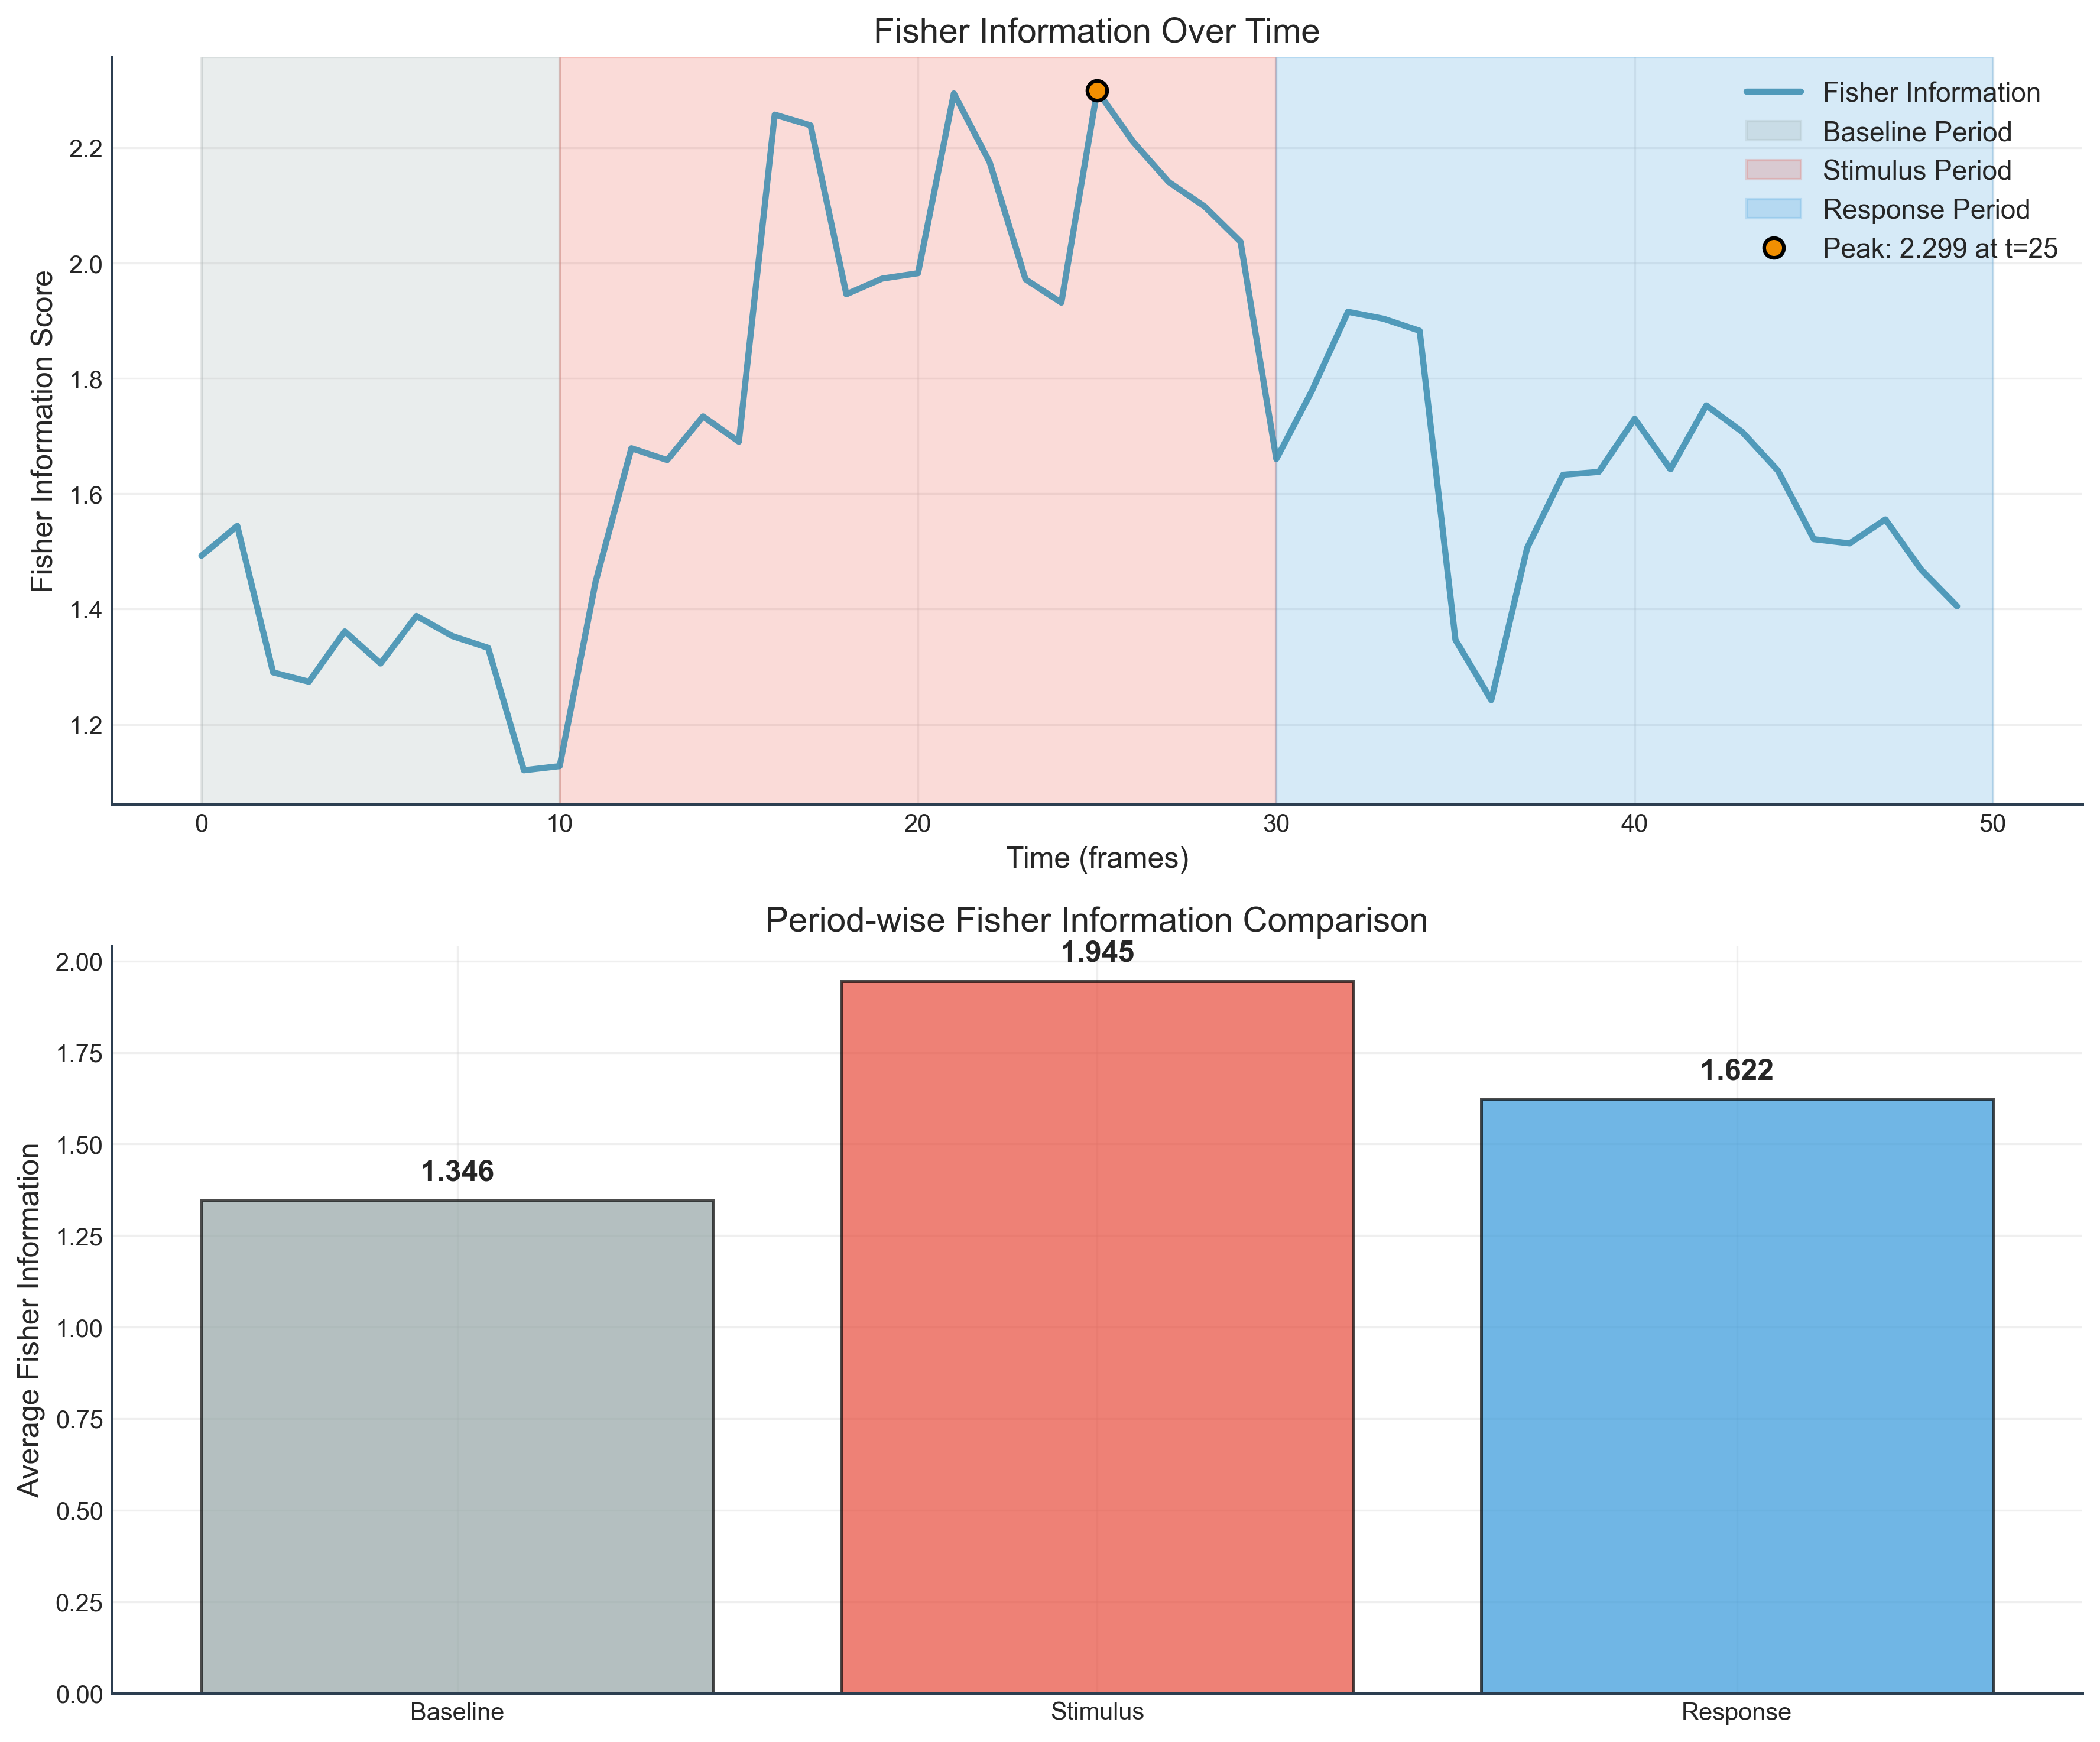 Fisher Information Over Time
Fisher Information Score
2.2
2.0
1.8
1.6
1.4
1.2
Fisher Information
Baseline Period
Stimulus Period
Response Period
Peak: 2.299 at t=25
0 10 20 30 40 50
Time (frames)
Period-wise Fisher Information Comparison
Average Fisher Information
2.00
1.75
1.50
1.25
1.00
0.75
0.50
0.25
0.00
1.346
1.945
1.622
Baseline Stimulus Response